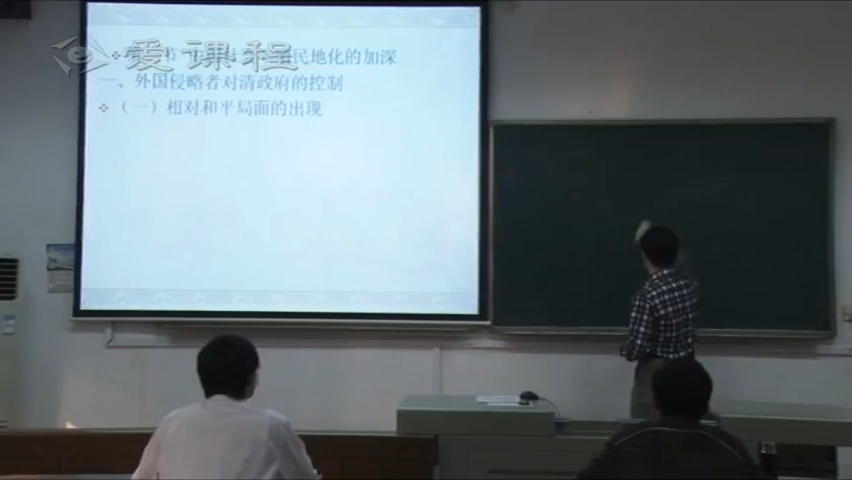 爱课程
民地化的加深
一、外国侵略者对清政府的控制
（一）相对和平局面的出现